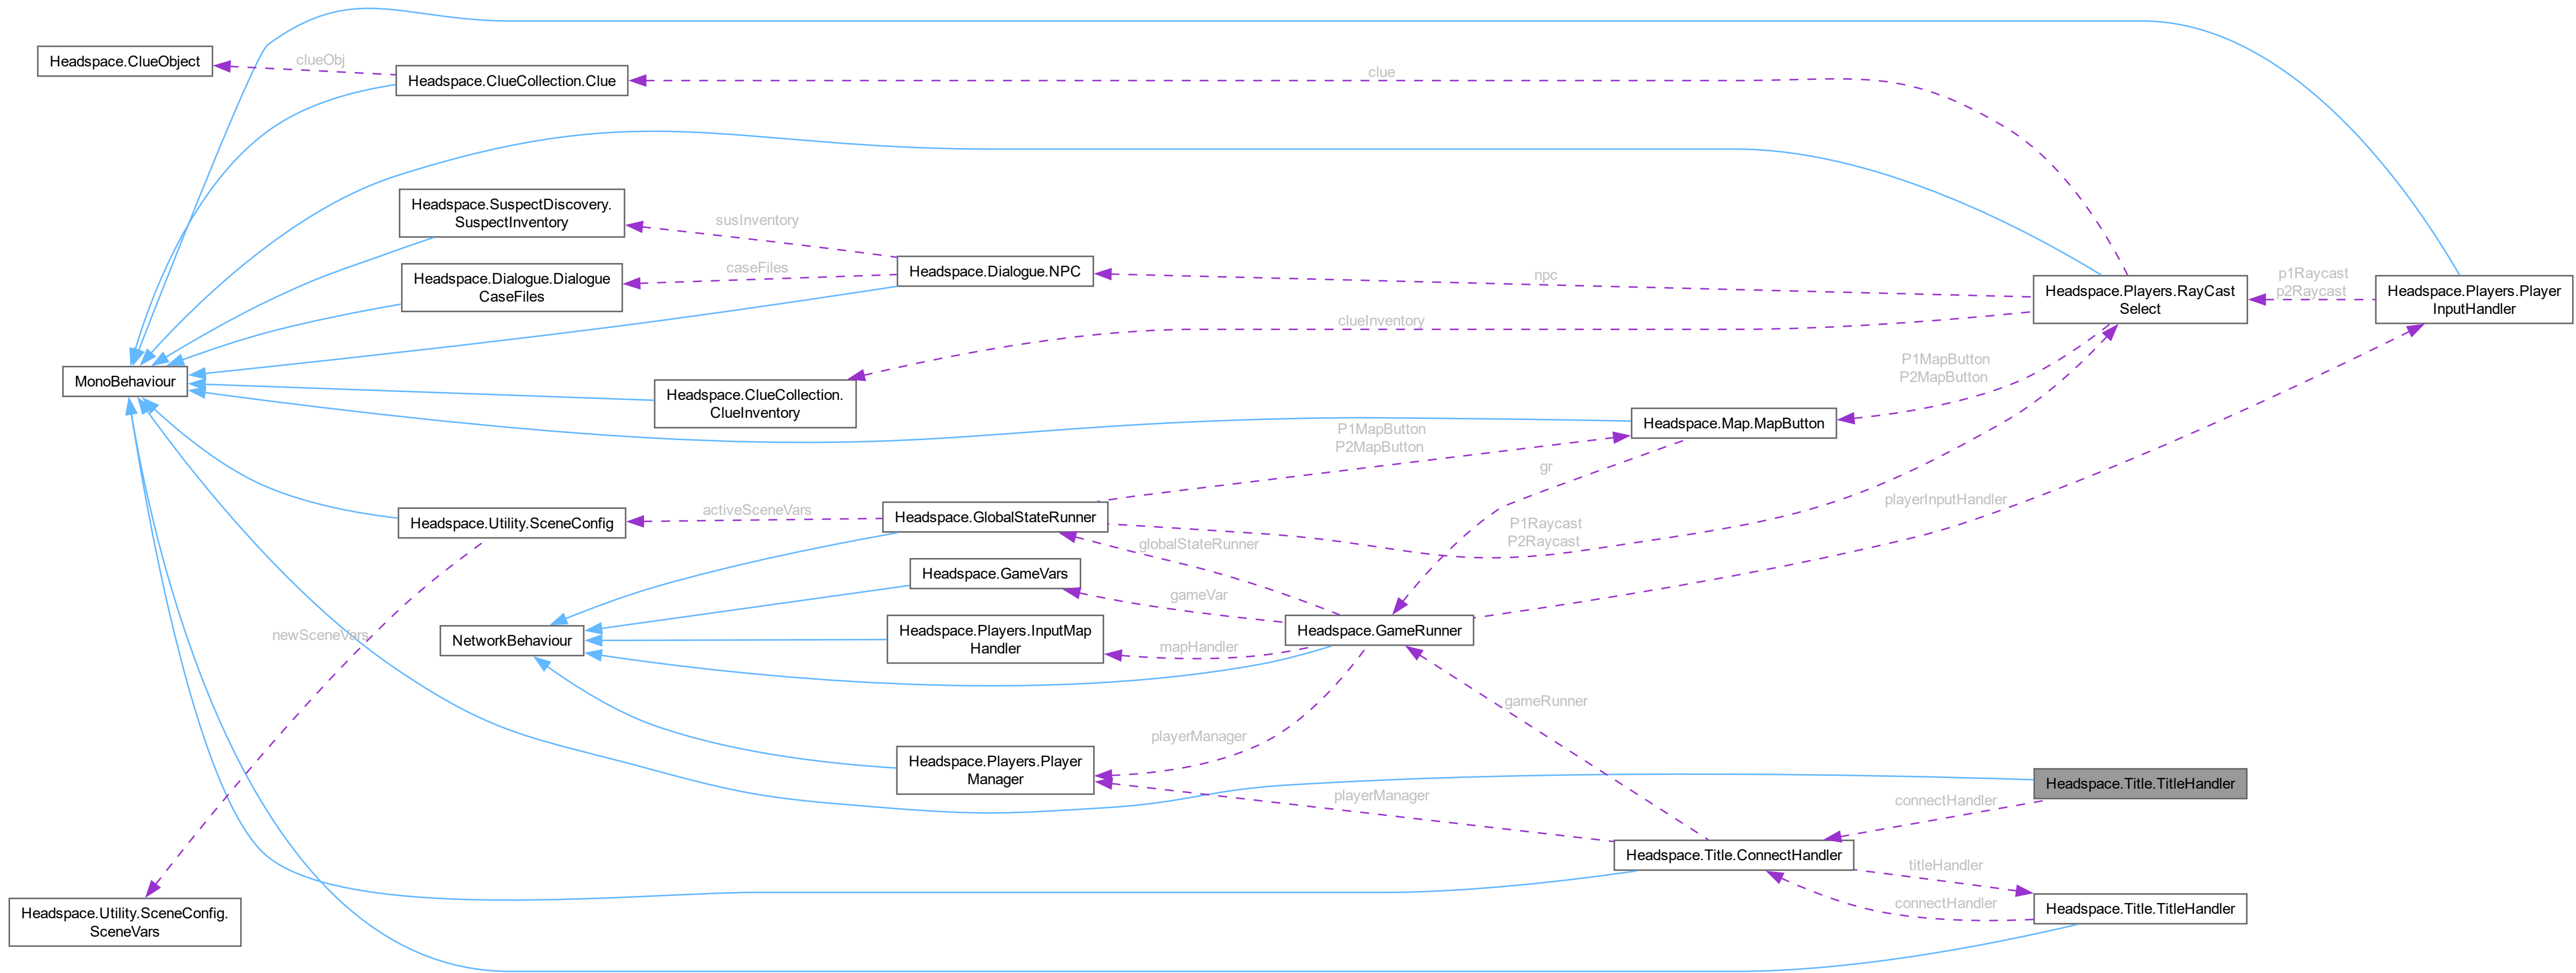 Headspace.ClueObject
clueObj
Headspace.ClueCollection.Clue
clue
Headspace.SuspectDiscovery.
SuspectInventory
susInventory
Headspace.Dialogue.Dialogue
CaseFiles
caseFiles
Headspace.Dialogue.NPC
npc
Headspace.Players.RayCast
Select
p1Raycast
p2Raycast
Headspace.Players.Player
InputHandler
clueInventory
MonoBehaviour
Headspace.ClueCollection.
ClueInventory
P1MapButton
P2MapButton
Headspace.Map.MapButton
P1MapButton
P2MapButton
gr
playerInputHandler
Headspace.Utility.SceneConfig
activeSceneVars
Headspace.GlobalStateRunner
P1Raycast
P2Raycast
globalStateRunner
Headspace.GameVars
gameVar
newSceneVars
NetworkBehaviour
Headspace.Players.InputMap
Handler
mapHandler
Headspace.GameRunner
gameRunner
playerManager
Headspace.Players.Player
Manager
playerManager
Headspace.Title.TitleHandler
connectHandler
Headspace.Title.ConnectHandler
titleHandler
connectHandler
Headspace.Title.TitleHandler
Headspace.Utility.SceneConfig.
SceneVars